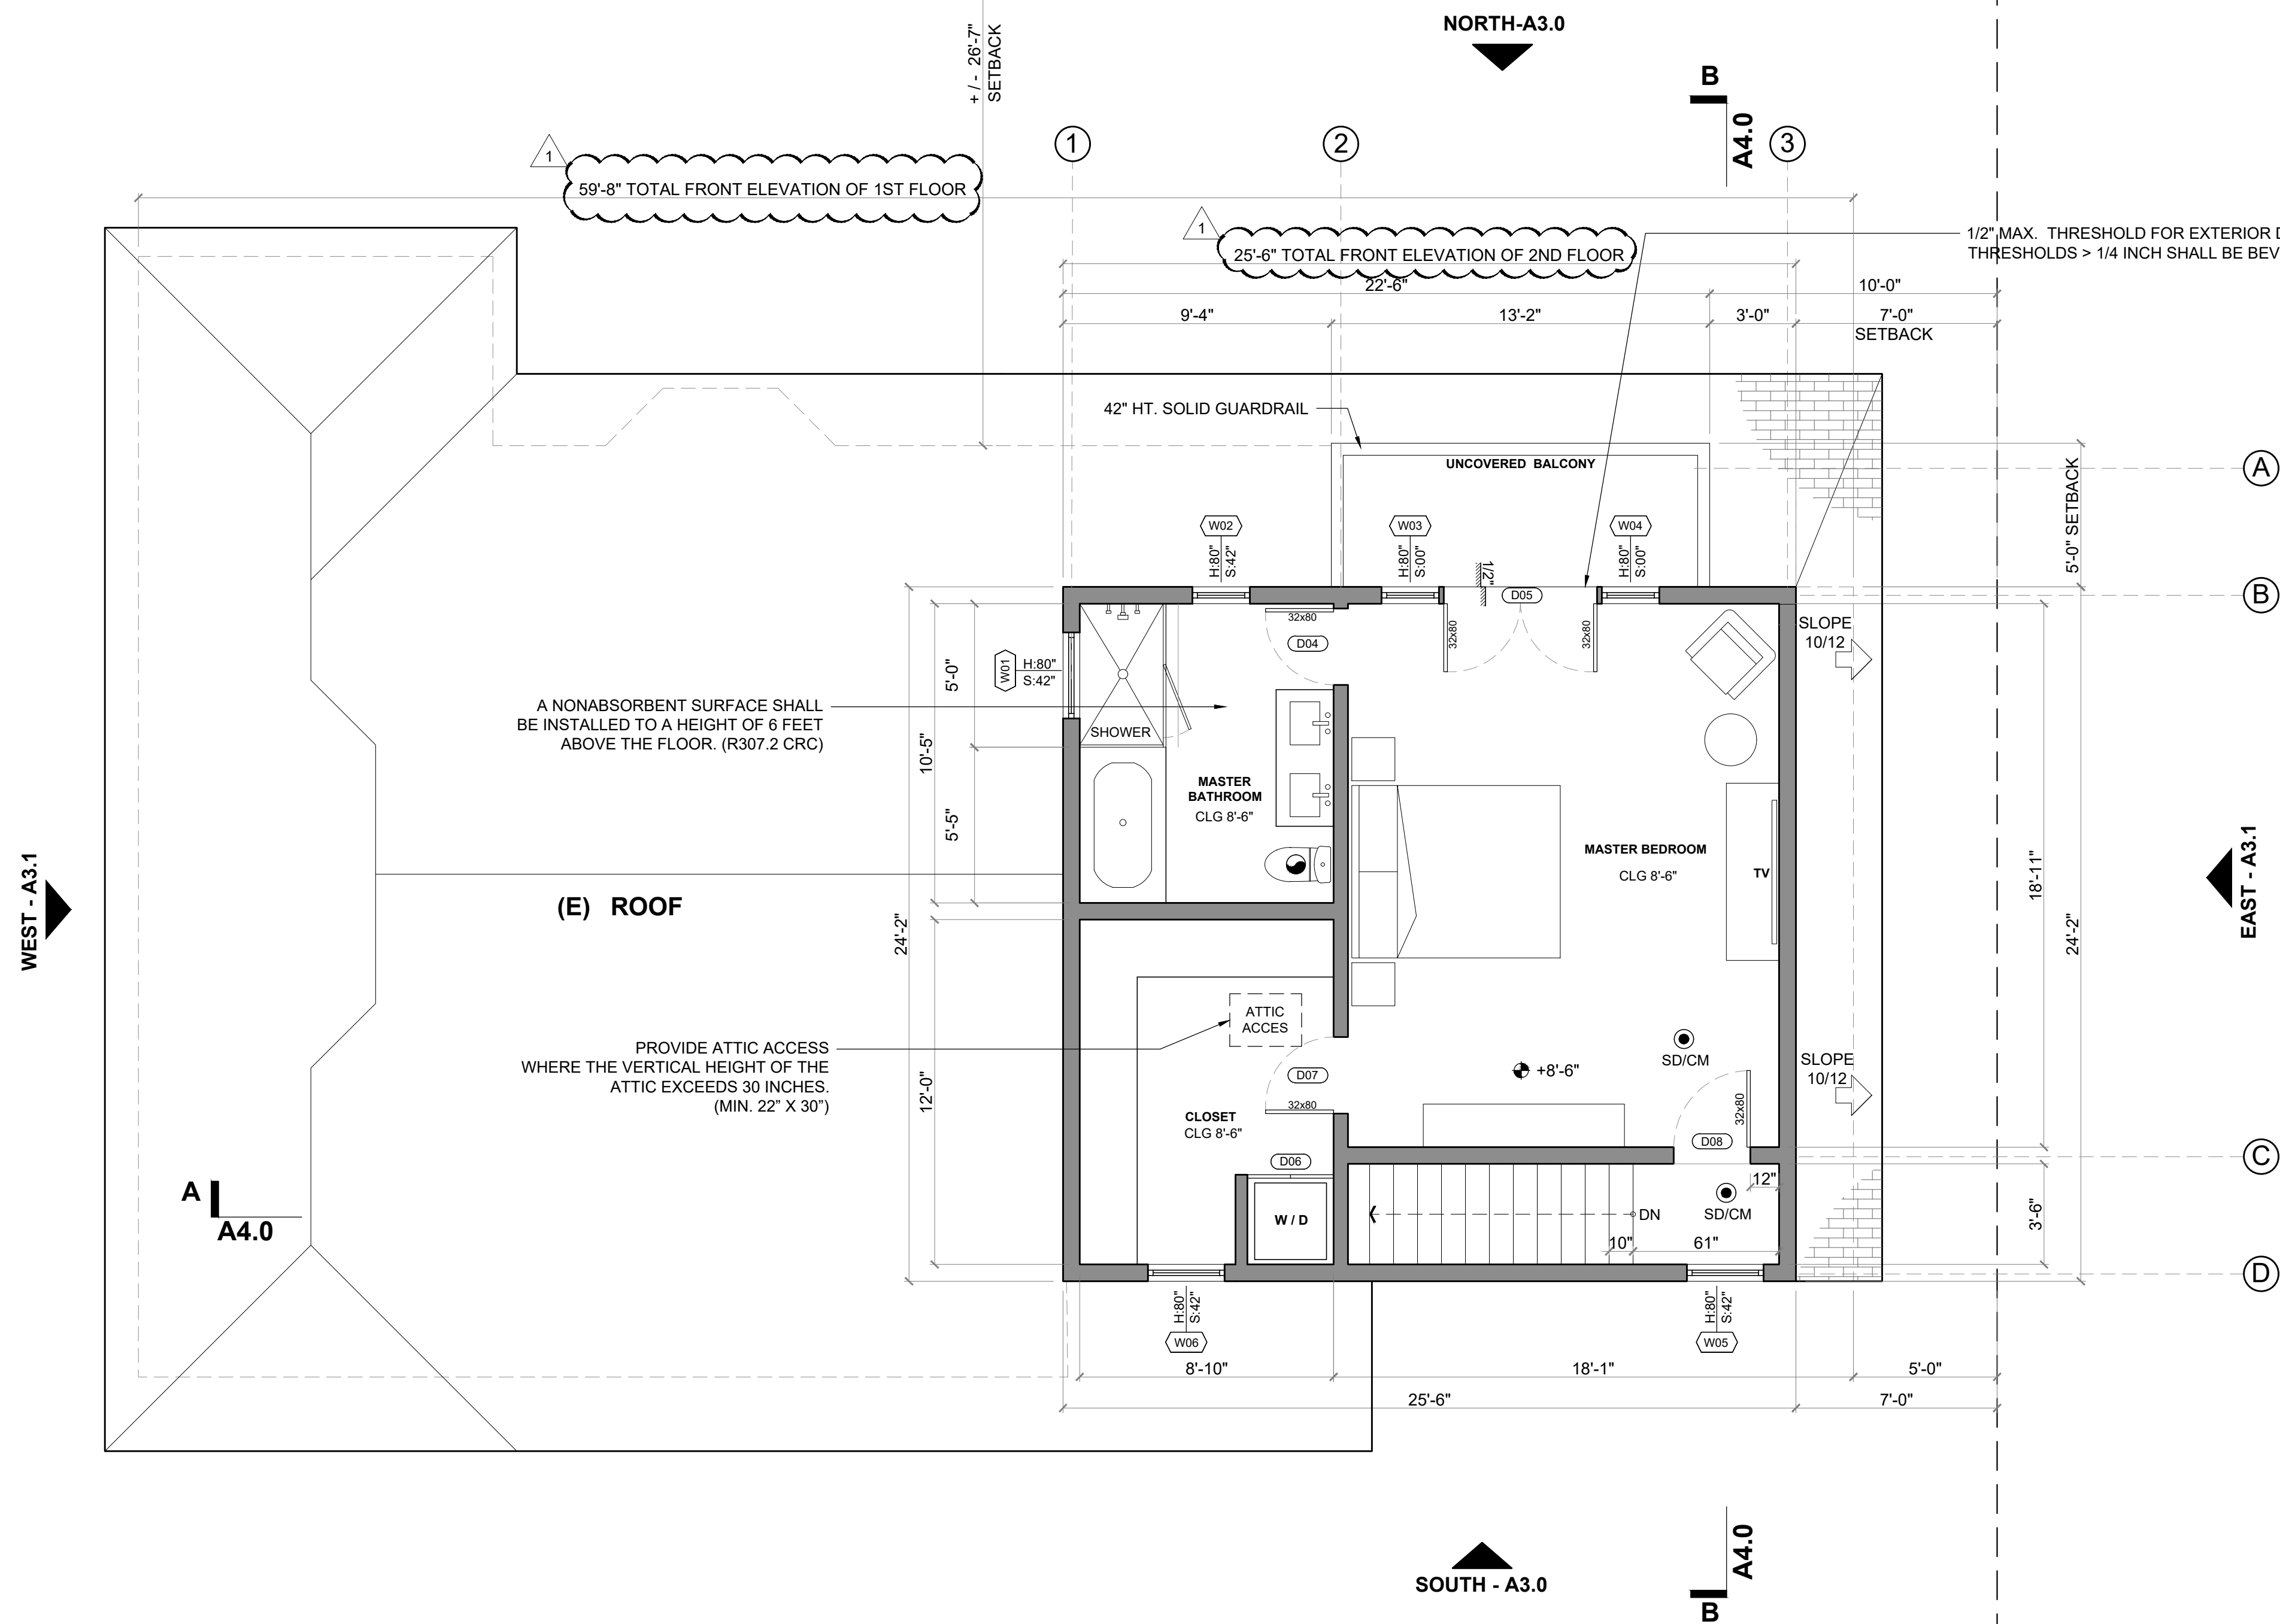 NORTH-A3.0
+ / - 26'-7"
SETBACK
B
A4.0
1
2
3
1
59'-8" TOTAL FRONT ELEVATION OF 1ST FLOOR
1
25'-6" TOTAL FRONT ELEVATION OF 2ND FLOOR
1/2" MAX. THRESHOLD FOR EXTERIOR D
THRESHOLDS > 1/4 INCH SHALL BE BEV
22'-6"
10'-0"
9'-4"
13'-2"
3'-0"
7'-0"
SETBACK
42" HT. SOLID GUARDRAIL
UNCOVERED BALCONY
A
5'-0" SETBACK
W02
H:80"
S:42"
W03
H:80"
S:00"
W04
H:80"
S:00"
1/2"
D05
B
32x80
D04
32x80
32x80
SLOPE
10/12
W01
H:80"
S:42"
5'-0"
A NONABSORBENT SURFACE SHALL
BE INSTALLED TO A HEIGHT OF 6 FEET
ABOVE THE FLOOR. (R307.2 CRC)
SHOWER
10'-5"
5'-5"
MASTER
BATHROOM
CLG 8'-6"
MASTER BEDROOM
CLG 8'-6"
TV
18'-11"
WEST - A3.1
EAST - A3.1
(E) ROOF
24'-2"
24'-2"
ATTIC
ACCES
PROVIDE ATTIC ACCESS
WHERE THE VERTICAL HEIGHT OF THE
ATTIC EXCEEDS 30 INCHES.
(MIN. 22” X 30”)
12'-0"
D07
32x80
+8'-6"
SD/CM
SLOPE
10/12
CLOSET
CLG 8'-6"
32x80
D08
D06
C
12"
W / D
DN
SD/CM
3'-6"
10"
61"
A
A4.0
D
H:80"
S:42"
W06
H:80"
S:42"
W05
8'-10"
18'-1"
5'-0"
25'-6"
7'-0"
SOUTH - A3.0
A4.0
B